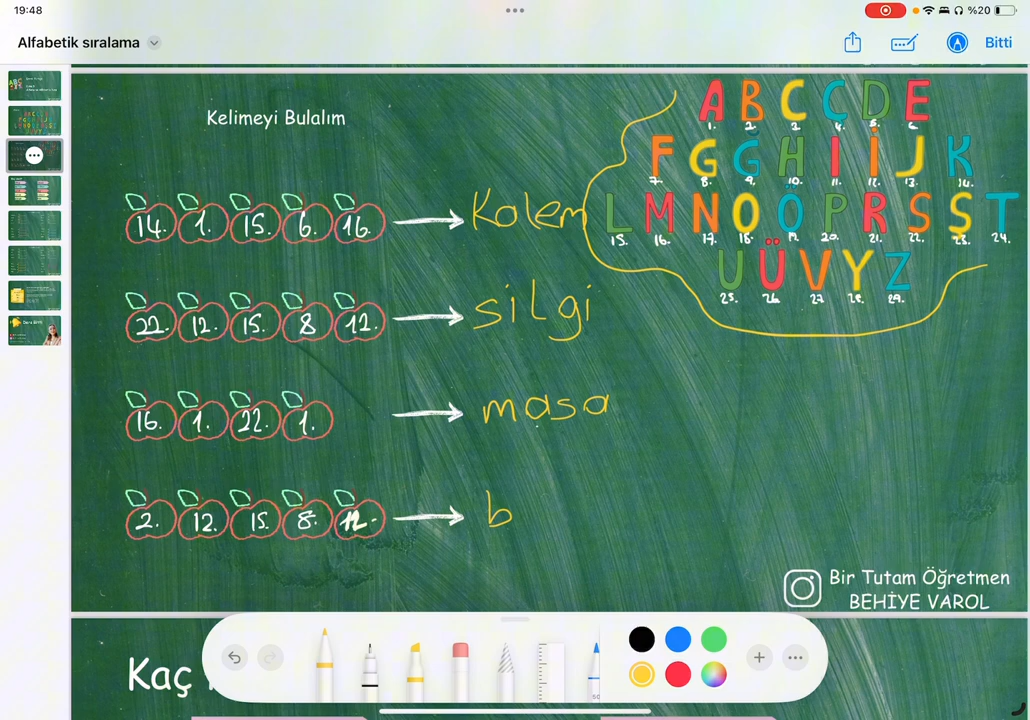 19:48
%20
Alfabetik sıralama
Bitti
Kelimeyi Bulalım
A B C Ç D E
1. 2. 3. 4. 5. 6.
F G Ğ H I İ J K
7. 8. 9. 10. 11. 12. 13. 14.
L M N O Ö P R S Ş T
15. 16. 17. 18. 19. 20. 21. 22. 23. 24.
U Ü V Y Z
25. 26. 27. 28. 29.
14. 1. 15. 6. 16. → Kalem
22. 12. 15. 8 12. → silgi
16. 1. 22. 1. → masa
2. 12. 15. 8. 12. → b
Bir Tutam Öğretmen
BEHİYE VAROL
Kaç